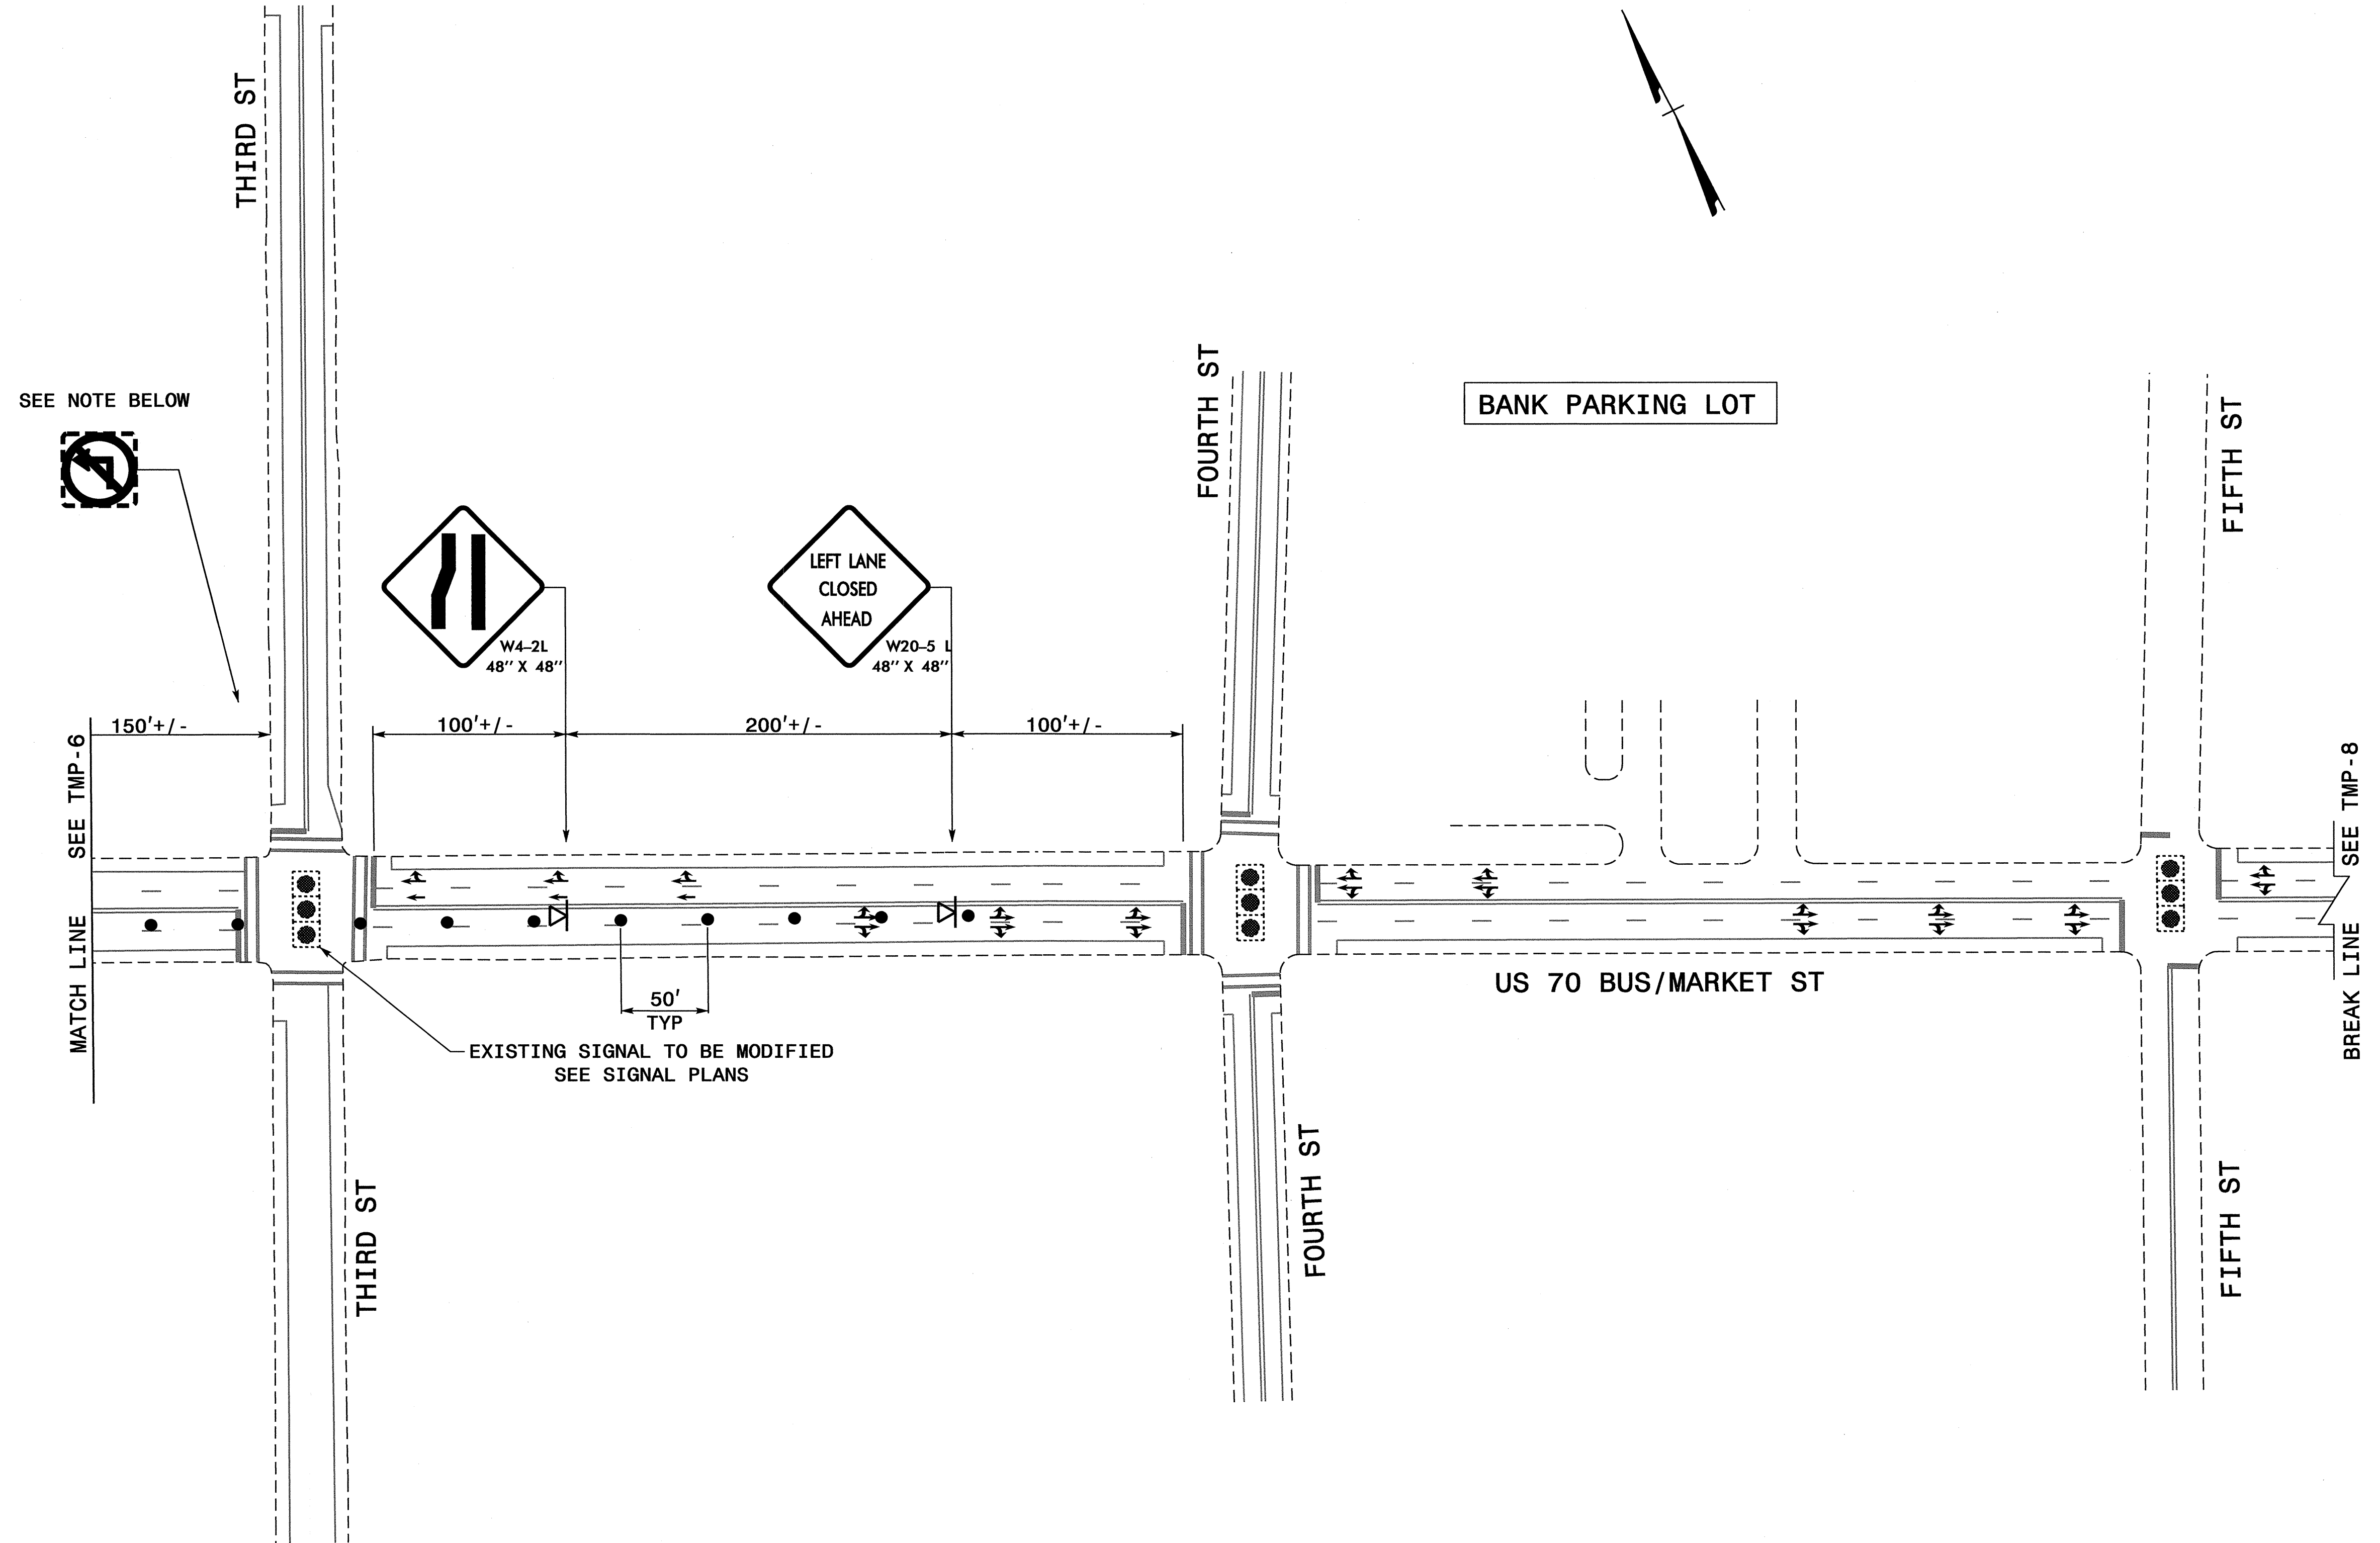 THIRD ST
SEE NOTE BELOW
FOURTH ST
BANK PARKING LOT
FIFTH ST
LEFT LANE
CLOSED
AHEAD
W4-2L
48" X 48"
W20-5 L
48" X 48"
150'+/-
100'+/-
200'+/-
100'+/-
MATCH LINE SEE TMP-6
BREAK LINE SEE TMP-8
US 70 BUS/MARKET ST
50'
TYP
EXISTING SIGNAL TO BE MODIFIED
SEE SIGNAL PLANS
THIRD ST
FOURTH ST
FIFTH ST